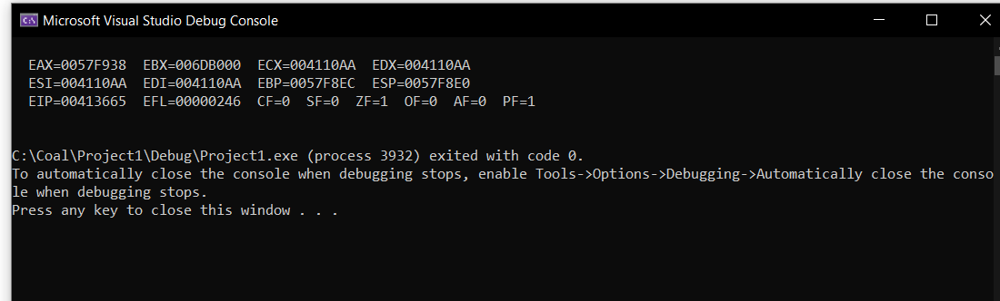 Microsoft Visual Studio Debug Console
EAX=0057F938 EBX=006DB000 ECX=004110AA EDX=004110AA
ESI=004110AA EDI=004110AA EBP=0057F8EC ESP=0057F8E0
EIP=00413665 EFL=00000246 CF=0 SF=0 ZF=1 OF=0 AF=0 PF=1
C:\Coal\Project1\Debug\Project1.exe (process 3932) exited with code 0.
To automatically close the console when debugging stops, enable Tools->Options->Debugging->Automatically close the conso
le when debugging stops.
Press any key to close this window . . .